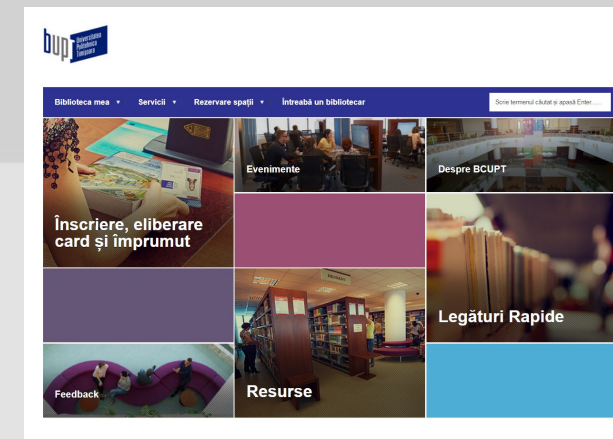 bupt
Universitatea
Politehnica
Timișoara
Biblioteca mea
Servicii
Rezervare spații
Întreabă un bibliotecar
Scrie termenul căutat și apasă Enter......
Evenimente
Despre BCUPT
Înscriere, eliberare
card și împrumut
Legături Rapide
Feedback
Resurse